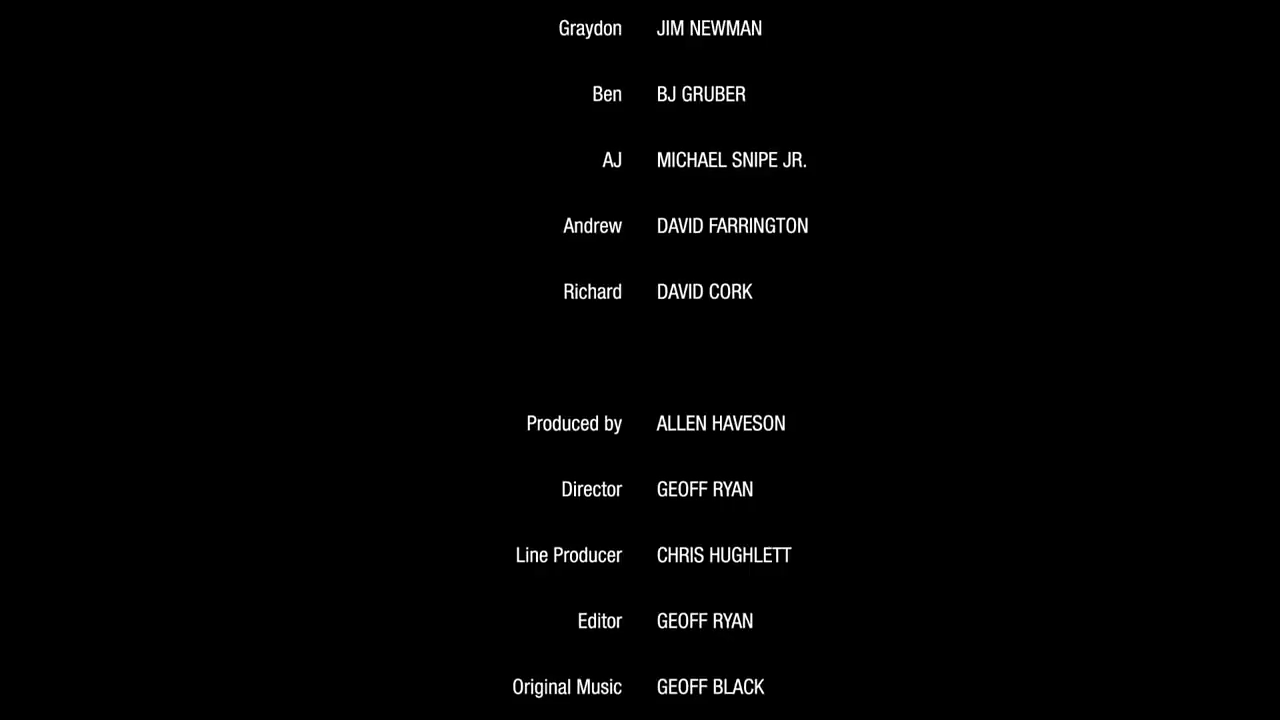 Graydon JIM NEWMAN
Ben BJ GRUBER
AJ MICHAEL SNIPE JR.
Andrew DAVID FARRINGTON
Richard DAVID CORK
Produced by ALLEN HAVESON
Director GEOFF RYAN
Line Producer CHRIS HUGHLETT
Editor GEOFF RYAN
Original Music GEOFF BLACK